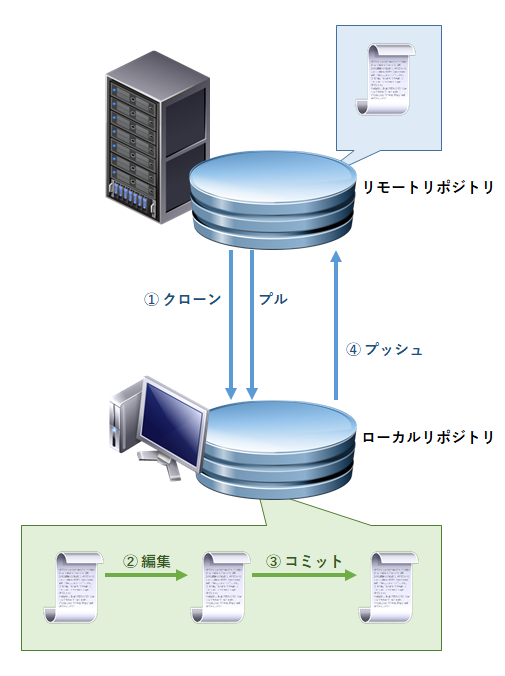 リモートリポジトリ
① クローン
プル
④ プッシュ
ローカルリポジトリ
② 編集
③ コミット